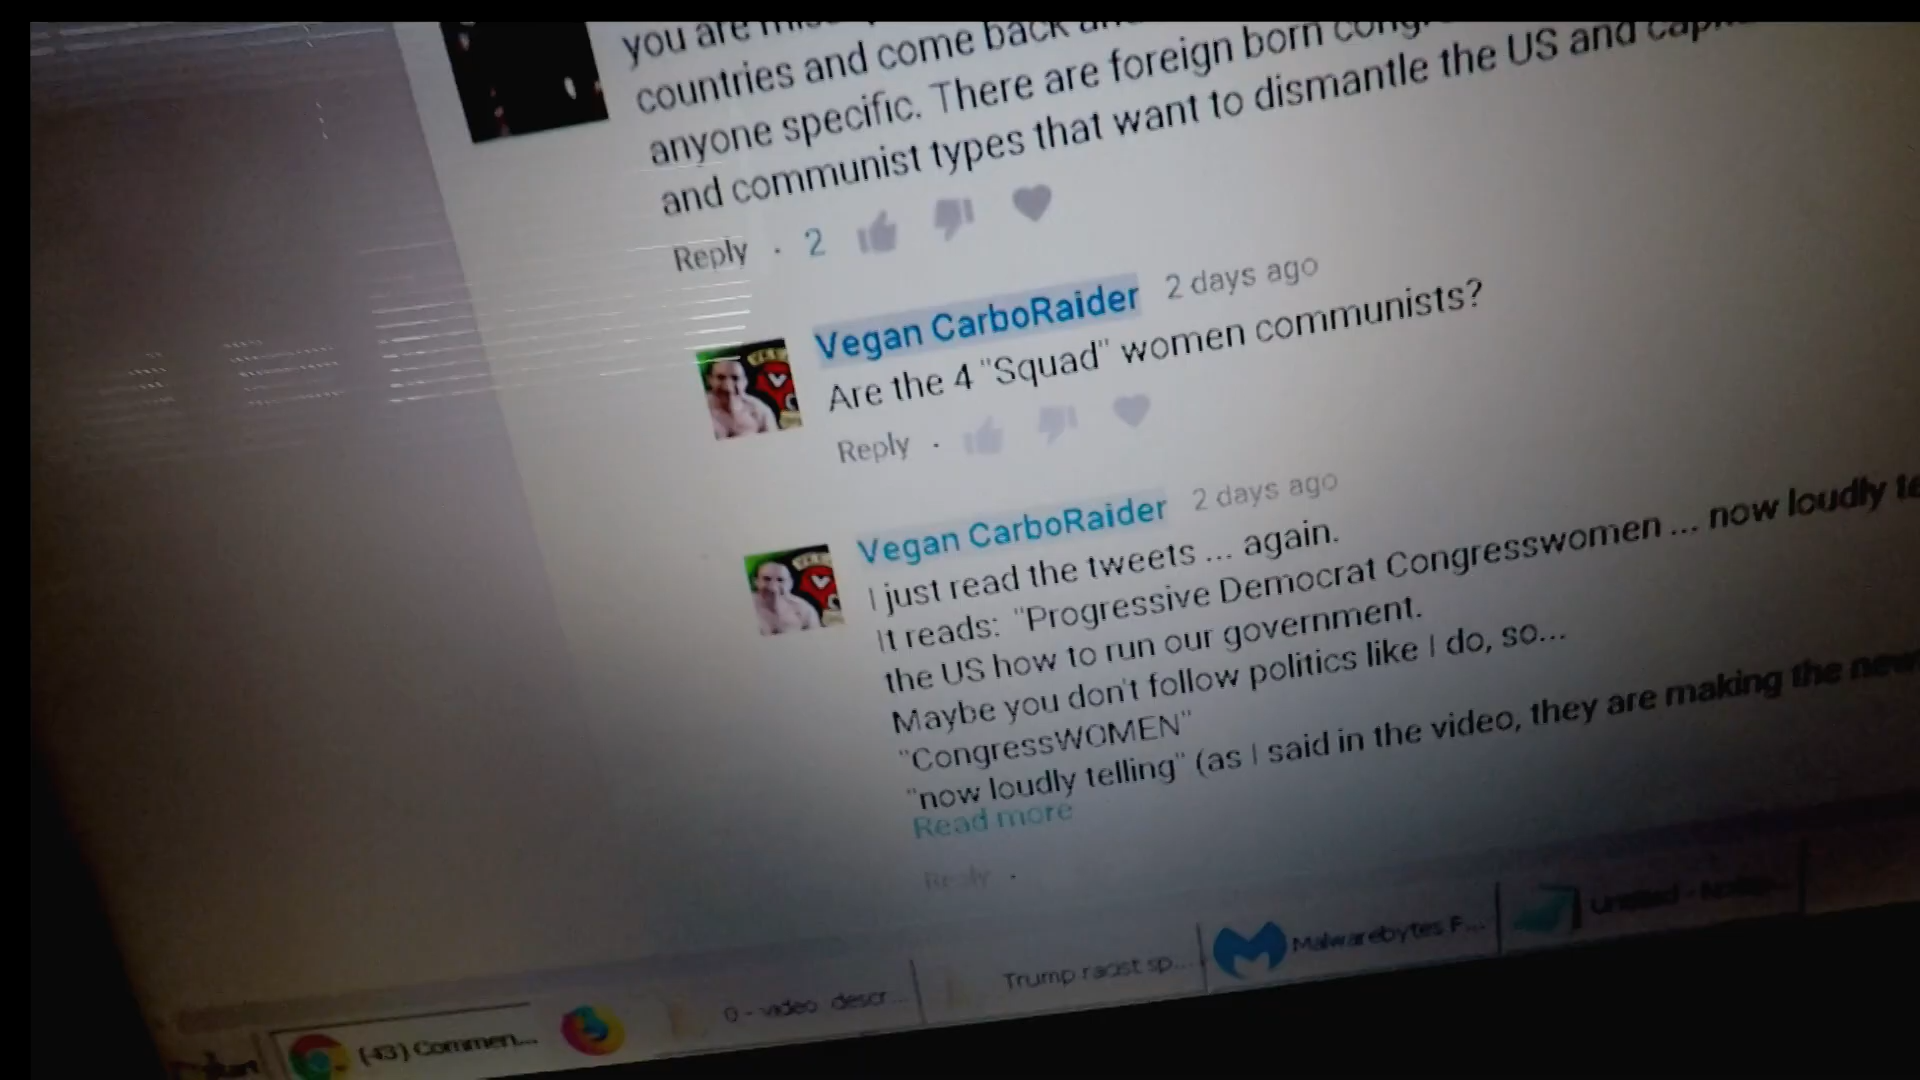 you are
countries and come back
anyone specific. There are foreign born
and communist types that want to dismantle the US and
Reply · 2
Vegan CarboRaider 2 days ago
Are the 4 "Squad" women communists?
Reply ·
Vegan CarboRaider 2 days ago
I just read the tweets ... again.
It reads: "Progressive Democrat Congresswomen ... now loudly
the US how to run our government.
Maybe you don't follow politics like I do, so...
"CongressWOMEN"
"now loudly telling" (as I said in the video, they are making the
Read more
Reply ·
(43) Commen...
0 - video descr...
Trump racist sp...
Malwarebytes F...